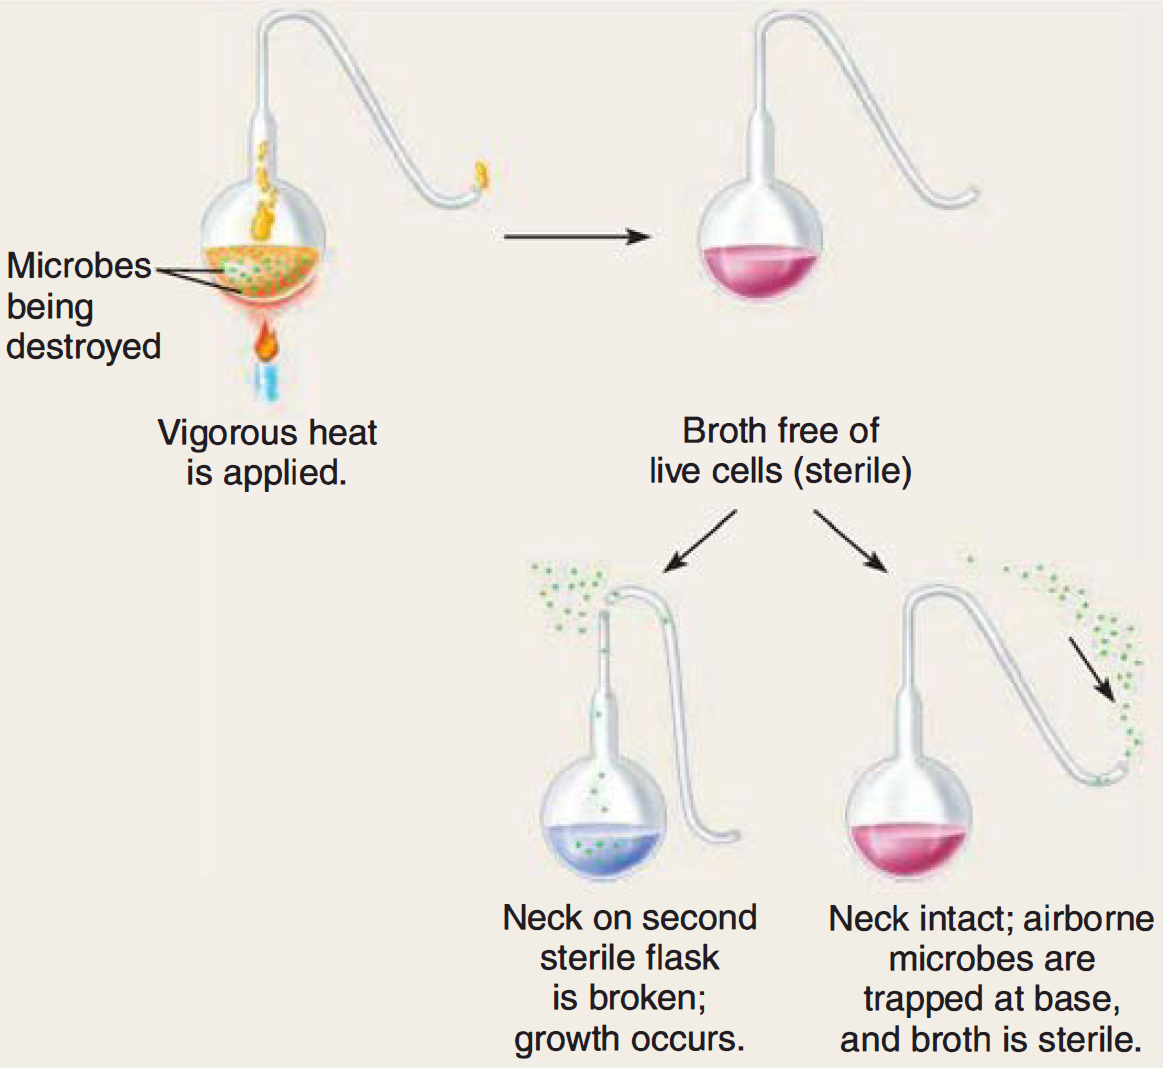 Microbes
being
destroyed
Vigorous heat
is applied.
Broth free of
live cells (sterile)
Neck on second
sterile flask
is broken;
growth occurs.
Neck intact; airborne
microbes are
trapped at base,
and broth is sterile.